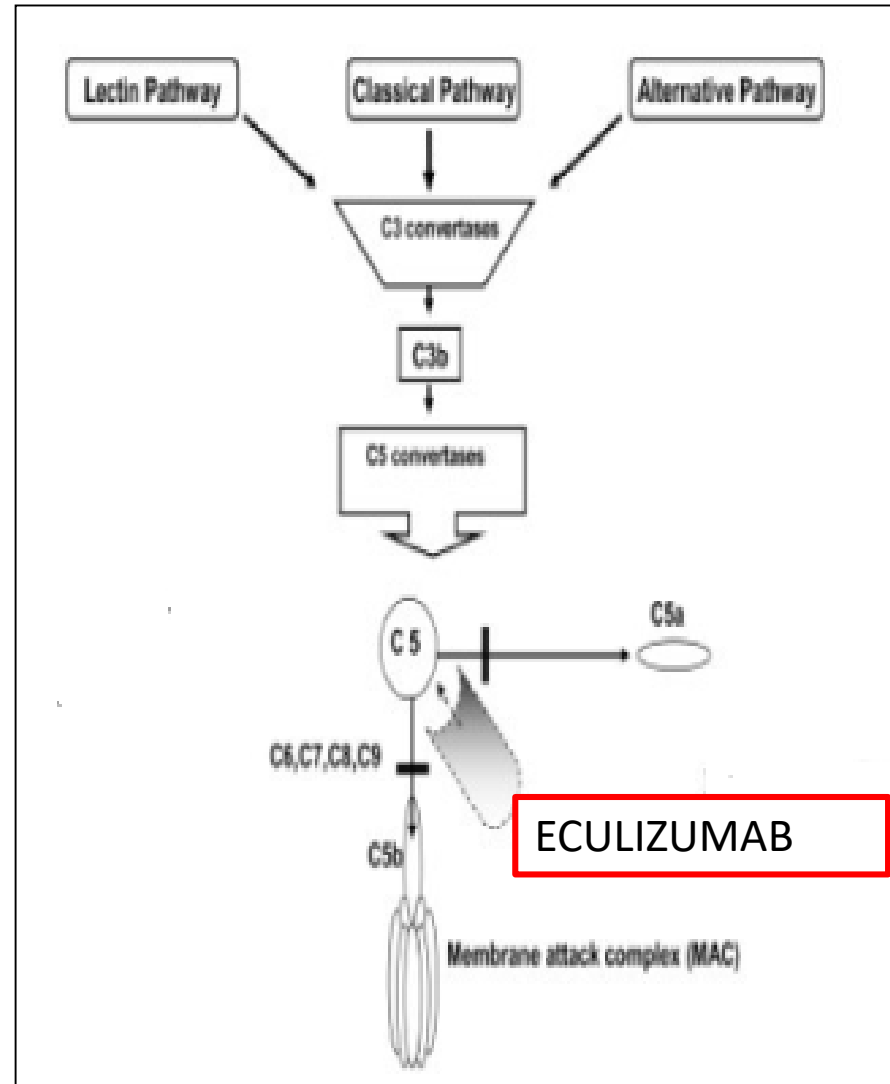 Lectin Pathway
Classical Pathway
Alternative Pathway
C3 convertases
C3b
C5 convertases
C 5
C5a
C6,C7,C8,C9
ECULIZUMAB
C5b
Membrane attack complex (MAC)